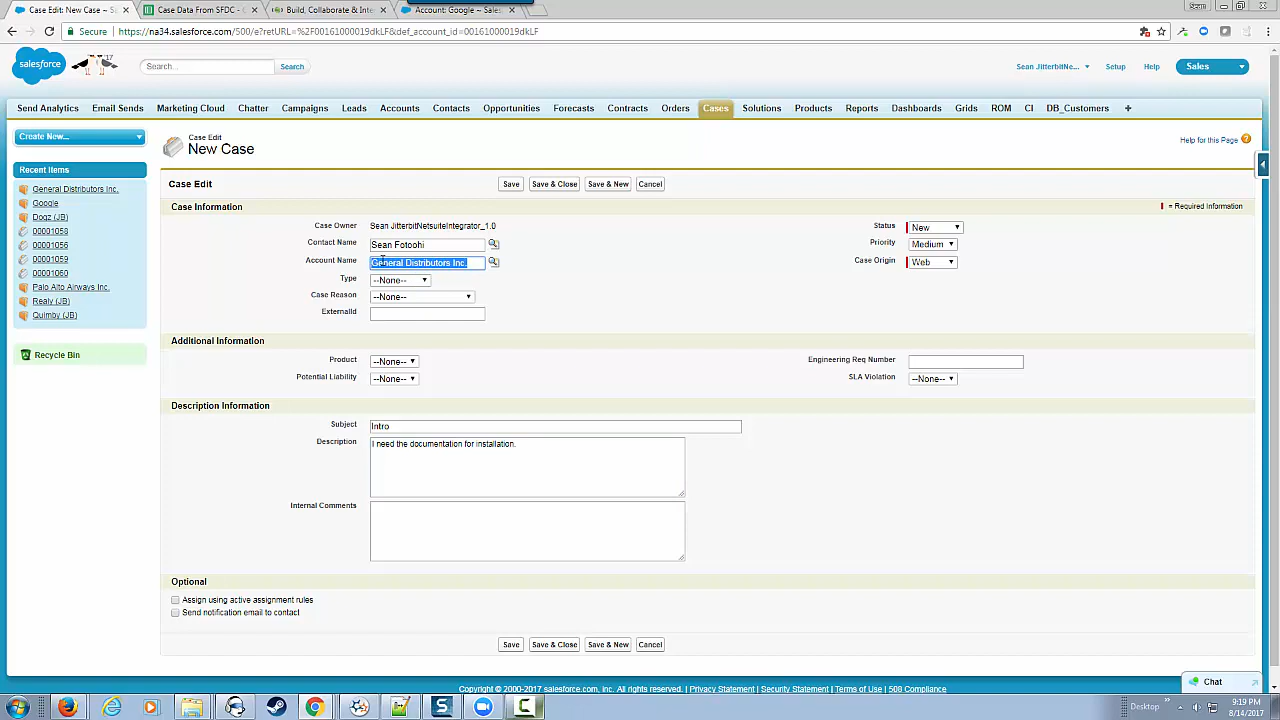 Case Edit: New Case ~ S
Case Data From SFDC - C
Build, Collaborate & Inte
Account: Google ~ Sales
Sean
Secure
https://na34.salesforce.com/500/e?retURL=%2F00161000019dkLF&def_account_id=00161000019dkLF
salesforce
Search...
Search
Sean JitterbitNe...
Setup
Help
Sales
Send Analytics
Email Sends
Marketing Cloud
Chatter
Campaigns
Leads
Accounts
Contacts
Opportunities
Forecasts
Contracts
Orders
Cases
Solutions
Products
Reports
Dashboards
Grids
ROM
CI
DB_Customers
+
Create New...
Recent Items
General Distributors Inc.
Google
Dogz (JB)
00001058
00001056
00001059
00001060
Palo Alto Airways Inc.
Realy (JB)
Quimby (JB)
Recycle Bin
Case Edit
New Case
Help for this Page
Case Edit
Save
Save & Close
Save & New
Cancel
Case Information
= Required Information
Case Owner
Sean JitterbitNetsuiteIntegrator_1.0
Status
New
Contact Name
Sean Fotoohi
Priority
Medium
Account Name
General Distributors Inc.
Case Origin
Web
Type
--None--
Case Reason
--None--
ExternalId
Additional Information
Product
--None--
Engineering Req Number
Potential Liability
--None--
SLA Violation
--None--
Description Information
Subject
Intro
Description
I need the documentation for installation.
Internal Comments
Optional
Assign using active assignment rules
Send notification email to contact
Save
Save & Close
Save & New
Cancel
Copyright © 2000-2017 salesforce.com, inc. All rights reserved. | Privacy Statement | Security Statement | Terms of Use | 508 Compliance
Chat
Desktop
9:19 PM
8/14/2017